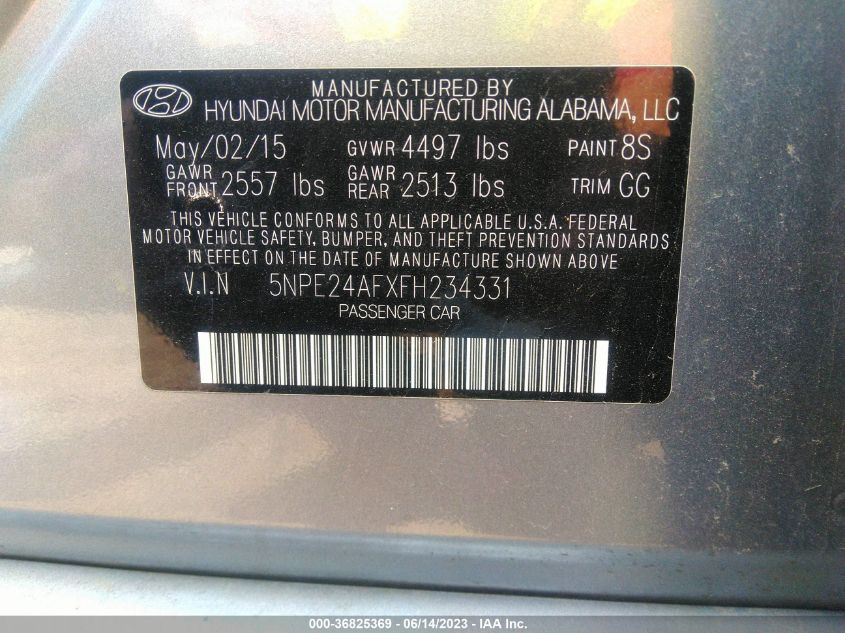 MANUFACTURED BY
HYUNDAI MOTOR MANUFACTURING ALABAMA, LLC
May/02/15 GVWR 4497 lbs PAINT 8S
GAWR FRONT 2557 lbs GAWR REAR 2513 lbs TRIM GG
THIS VEHICLE CONFORMS TO ALL APPLICABLE U.S.A. FEDERAL
MOTOR VEHICLE SAFETY, BUMPER, AND THEFT PREVENTION STANDARDS
IN EFFECT ON THE DATE OF MANUFACTURE SHOWN ABOVE
V.I.N 5NPE24AFXFH234331
PASSENGER CAR
000-36825369 - 06/14/2023 - IAA Inc.